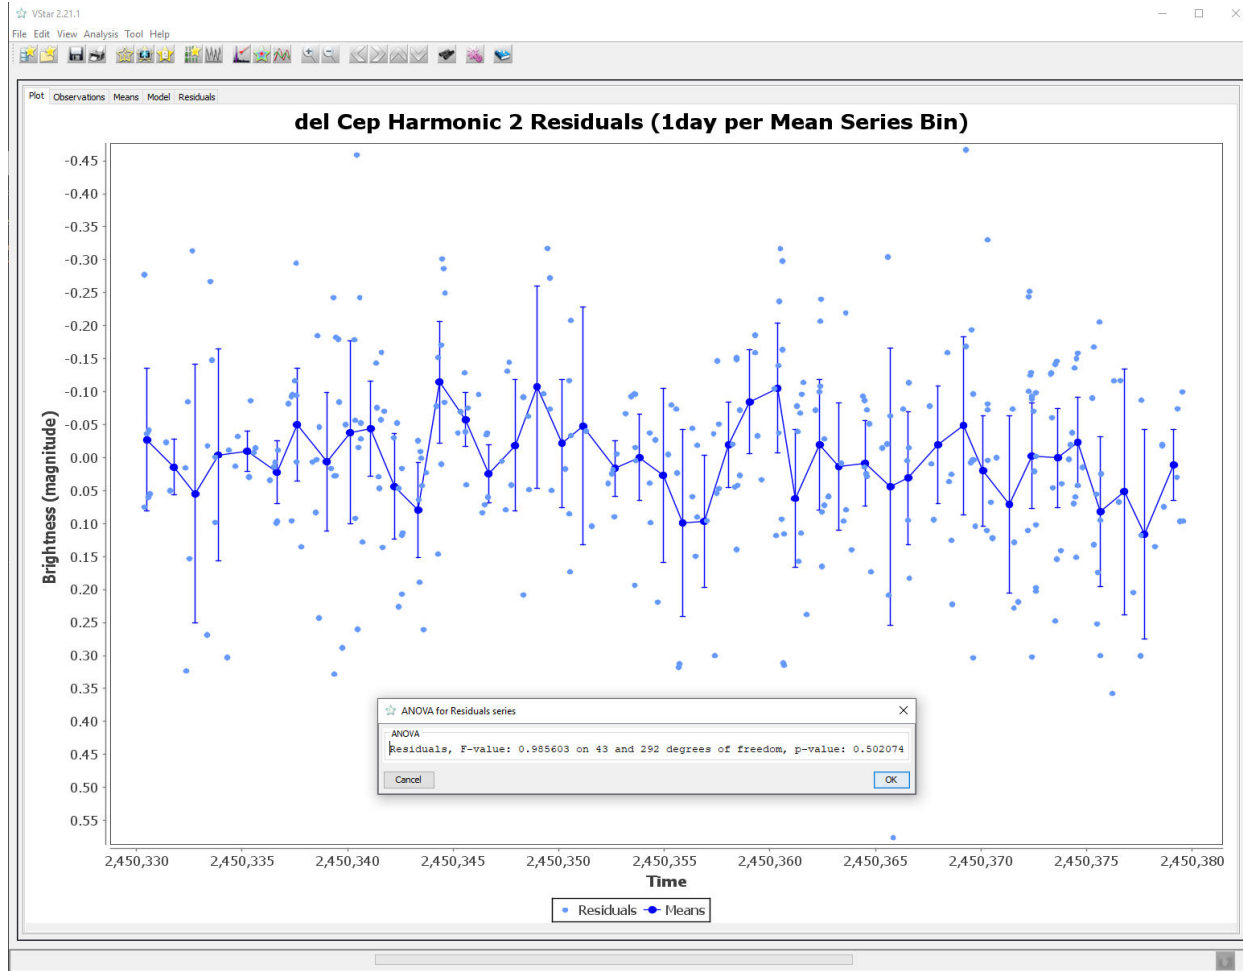 VStar 2.21.1
File Edit View Analysis Tool Help
Plot Observations Means Model Residuals
del Cep Harmonic 2 Residuals (1day per Mean Series Bin)
Brightness (magnitude)
-0.45
-0.40
-0.35
-0.30
-0.25
-0.20
-0.15
-0.10
-0.05
0.00
0.05
0.10
0.15
0.20
0.25
0.30
0.35
0.40
0.45
0.50
0.55
ANOVA for Residuals series
ANOVA
Residuals, F-value: 0.985603 on 43 and 292 degrees of freedom, p-value: 0.502074
Cancel OK
2,450,330 2,450,335 2,450,340 2,450,345 2,450,350 2,450,355 2,450,360 2,450,365 2,450,370 2,450,375 2,450,380
Time
Residuals Means